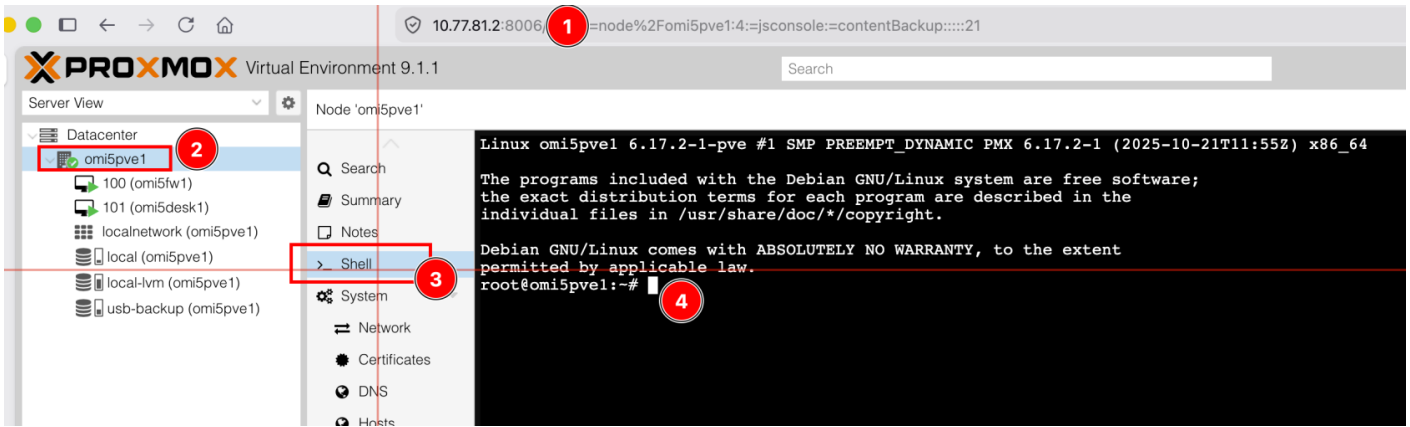 10.77.81.2:8006/ 1 =node%2Fomi5pve1:4:=jsconsole:=contentBackup:::::21
PROXMOX Virtual Environment 9.1.1
Search
Server View
Node 'omi5pve1'
Datacenter
omi5pve1
2
100 (omi5fw1)
101 (omi5desk1)
localnetwork (omi5pve1)
local (omi5pve1)
local-lvm (omi5pve1)
usb-backup (omi5pve1)
Search
Summary
Notes
>_ Shell
3
System
Network
Certificates
DNS
Hosts
Linux omi5pve1 6.17.2-1-pve #1 SMP PREEMPT_DYNAMIC PMX 6.17.2-1 (2025-10-21T11:55Z) x86_64
The programs included with the Debian GNU/Linux system are free software;
the exact distribution terms for each program are described in the
individual files in /usr/share/doc/*/copyright.
Debian GNU/Linux comes with ABSOLUTELY NO WARRANTY, to the extent
permitted by applicable law.
root@omi5pve1:~#
4